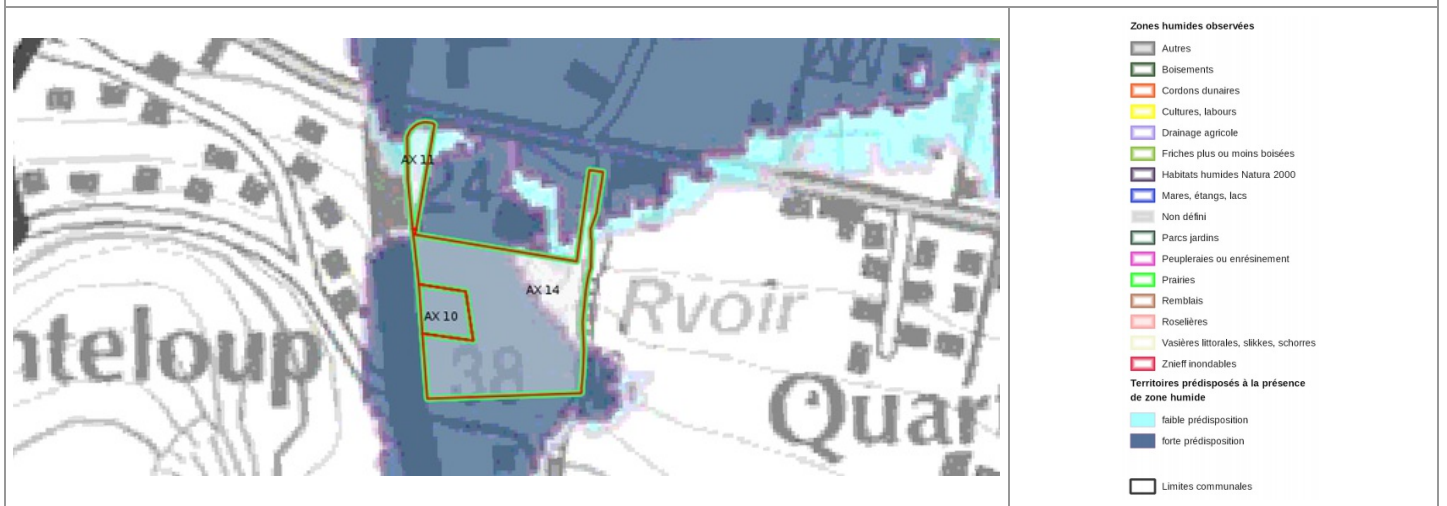 AX 11
24
AX 14
Rvoir
AX 10
nteloup
38
Quar
Zones humides observées
Autres
Boisements
Cordons dunaires
Cultures, labours
Drainage agricole
Friches plus ou moins boisées
Habitats humides Natura 2000
Mares, étangs, lacs
Non défini
Parcs jardins
Peupleraies ou enrésinement
Prairies
Remblais
Roselières
Vasières littorales, slikkes, schorres
Znieff inondables
Territoires prédisposés à la présence
de zone humide
faible prédisposition
forte prédisposition
Limites communales